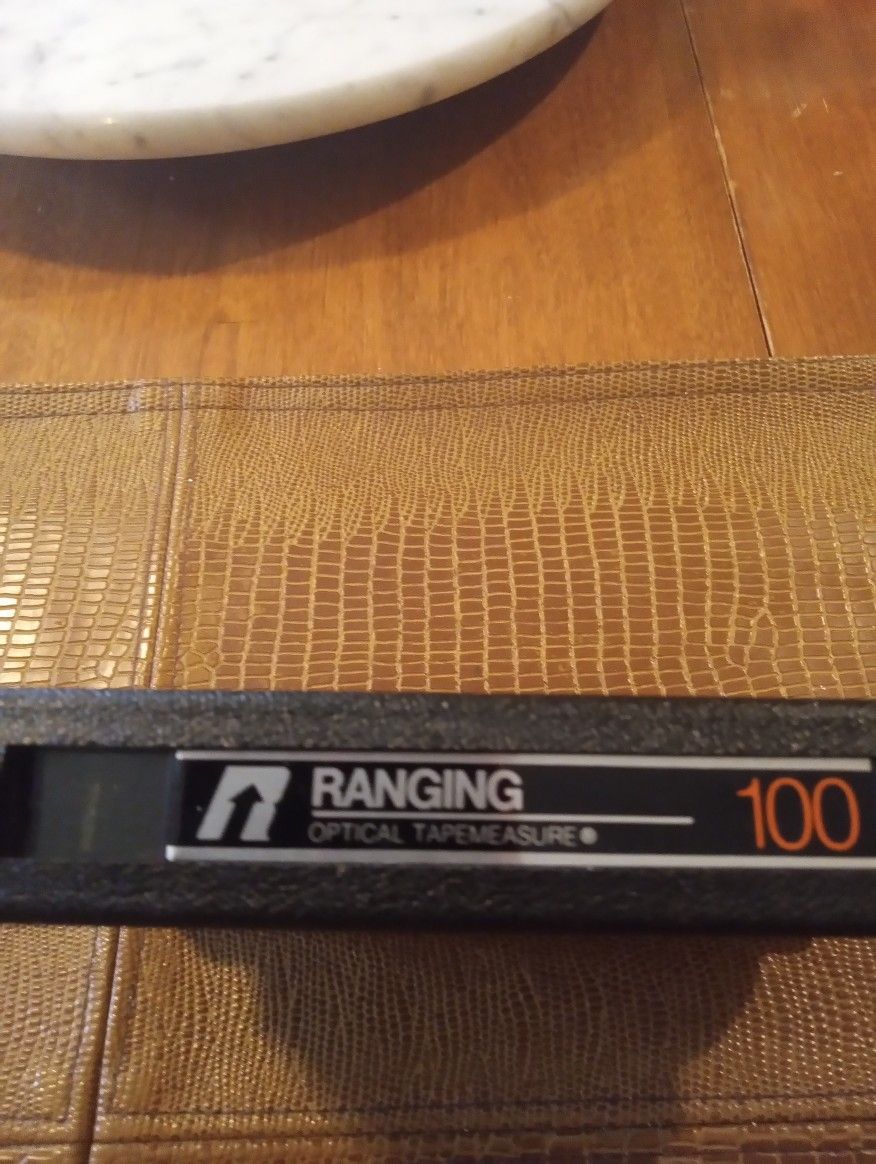 RANGING
OPTICAL TAPEMEASURE®
100